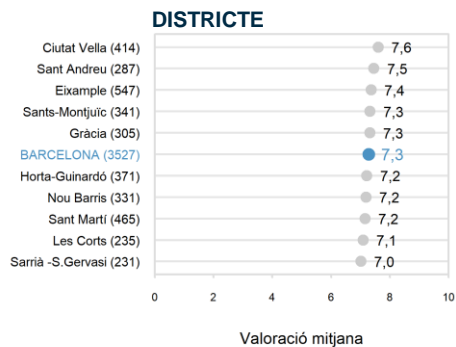 DISTRICTE
Ciutat Vella (414) 7,6
Sant Andreu (287) 7,5
Eixample (547) 7,4
Sants-Montjuïc (341) 7,3
Gràcia (305) 7,3
BARCELONA (3527) 7,3
Horta-Guinardó (371) 7,2
Nou Barris (331) 7,2
Sant Martí (465) 7,2
Les Corts (235) 7,1
Sarrià -S.Gervasi (231) 7,0
0 2 4 6 8 10
Valoració mitjana